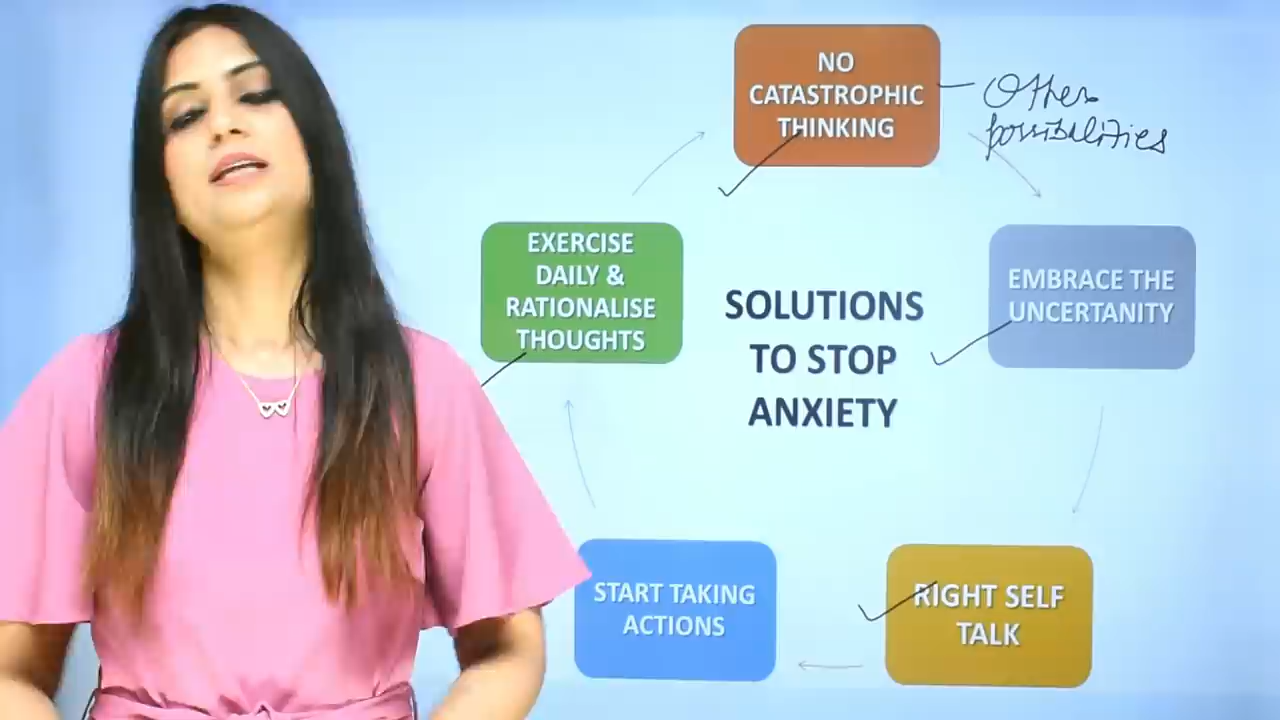 NO
CATASTROPHIC
THINKING
Other
possibilities
EMBRACE THE
UNCERTANITY
RIGHT SELF
TALK
START TAKING
ACTIONS
EXERCISE
DAILY &
RATIONALISE
THOUGHTS
SOLUTIONS
TO STOP
ANXIETY